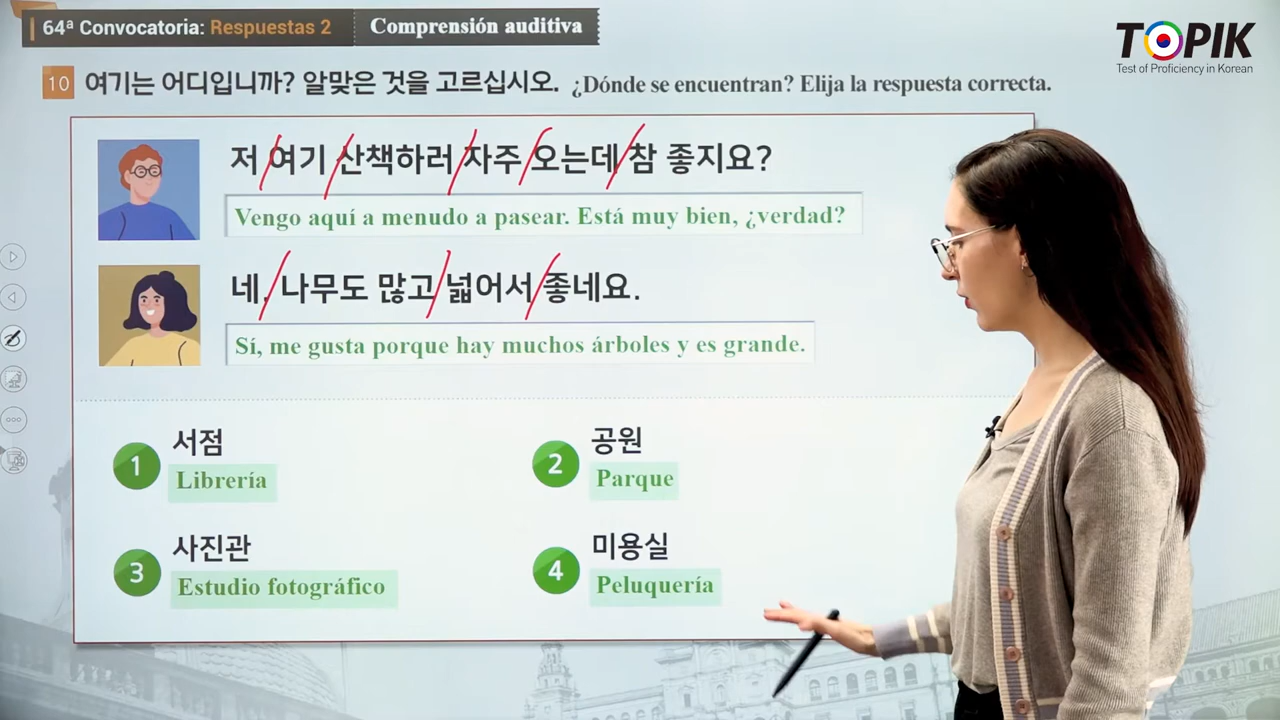 64ª Convocatoria: Respuestas 2 Comprensión auditiva
TOPIK
Test of Proficiency in Korean
10 여기는 어디입니까? 알맞은 것을 고르십시오. ¿Dónde se encuentran? Elija la respuesta correcta.
저 여기 산책하러 자주 오는데 참 좋지요?
Vengo aquí a menudo a pasear. Está muy bien, ¿verdad?
네, 나무도 많고 넓어서 좋네요.
Sí, me gusta porque hay muchos árboles y es grande.
1 서점
Librería
2 공원
Parque
3 사진관
Estudio fotográfico
4 미용실
Peluquería